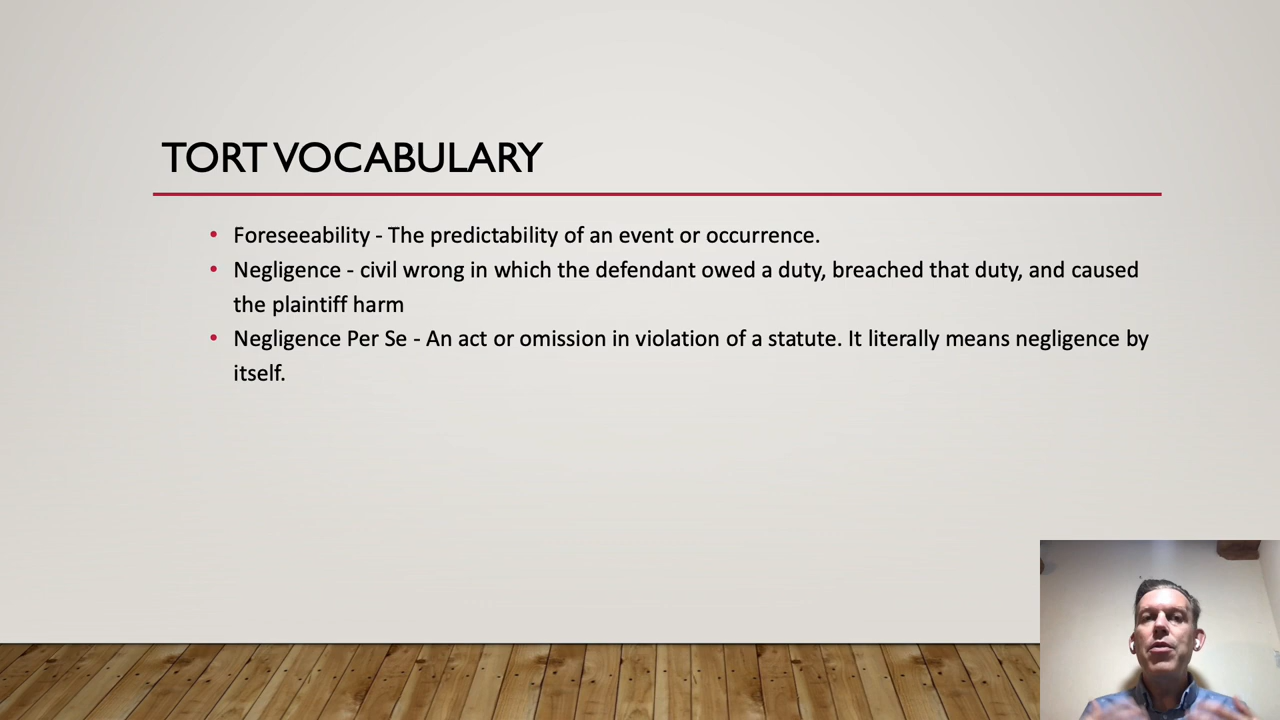 TORT VOCABULARY
• Foreseeability - The predictability of an event or occurrence.
• Negligence - civil wrong in which the defendant owed a duty, breached that duty, and caused
the plaintiff harm
• Negligence Per Se - An act or omission in violation of a statute. It literally means negligence by
itself.